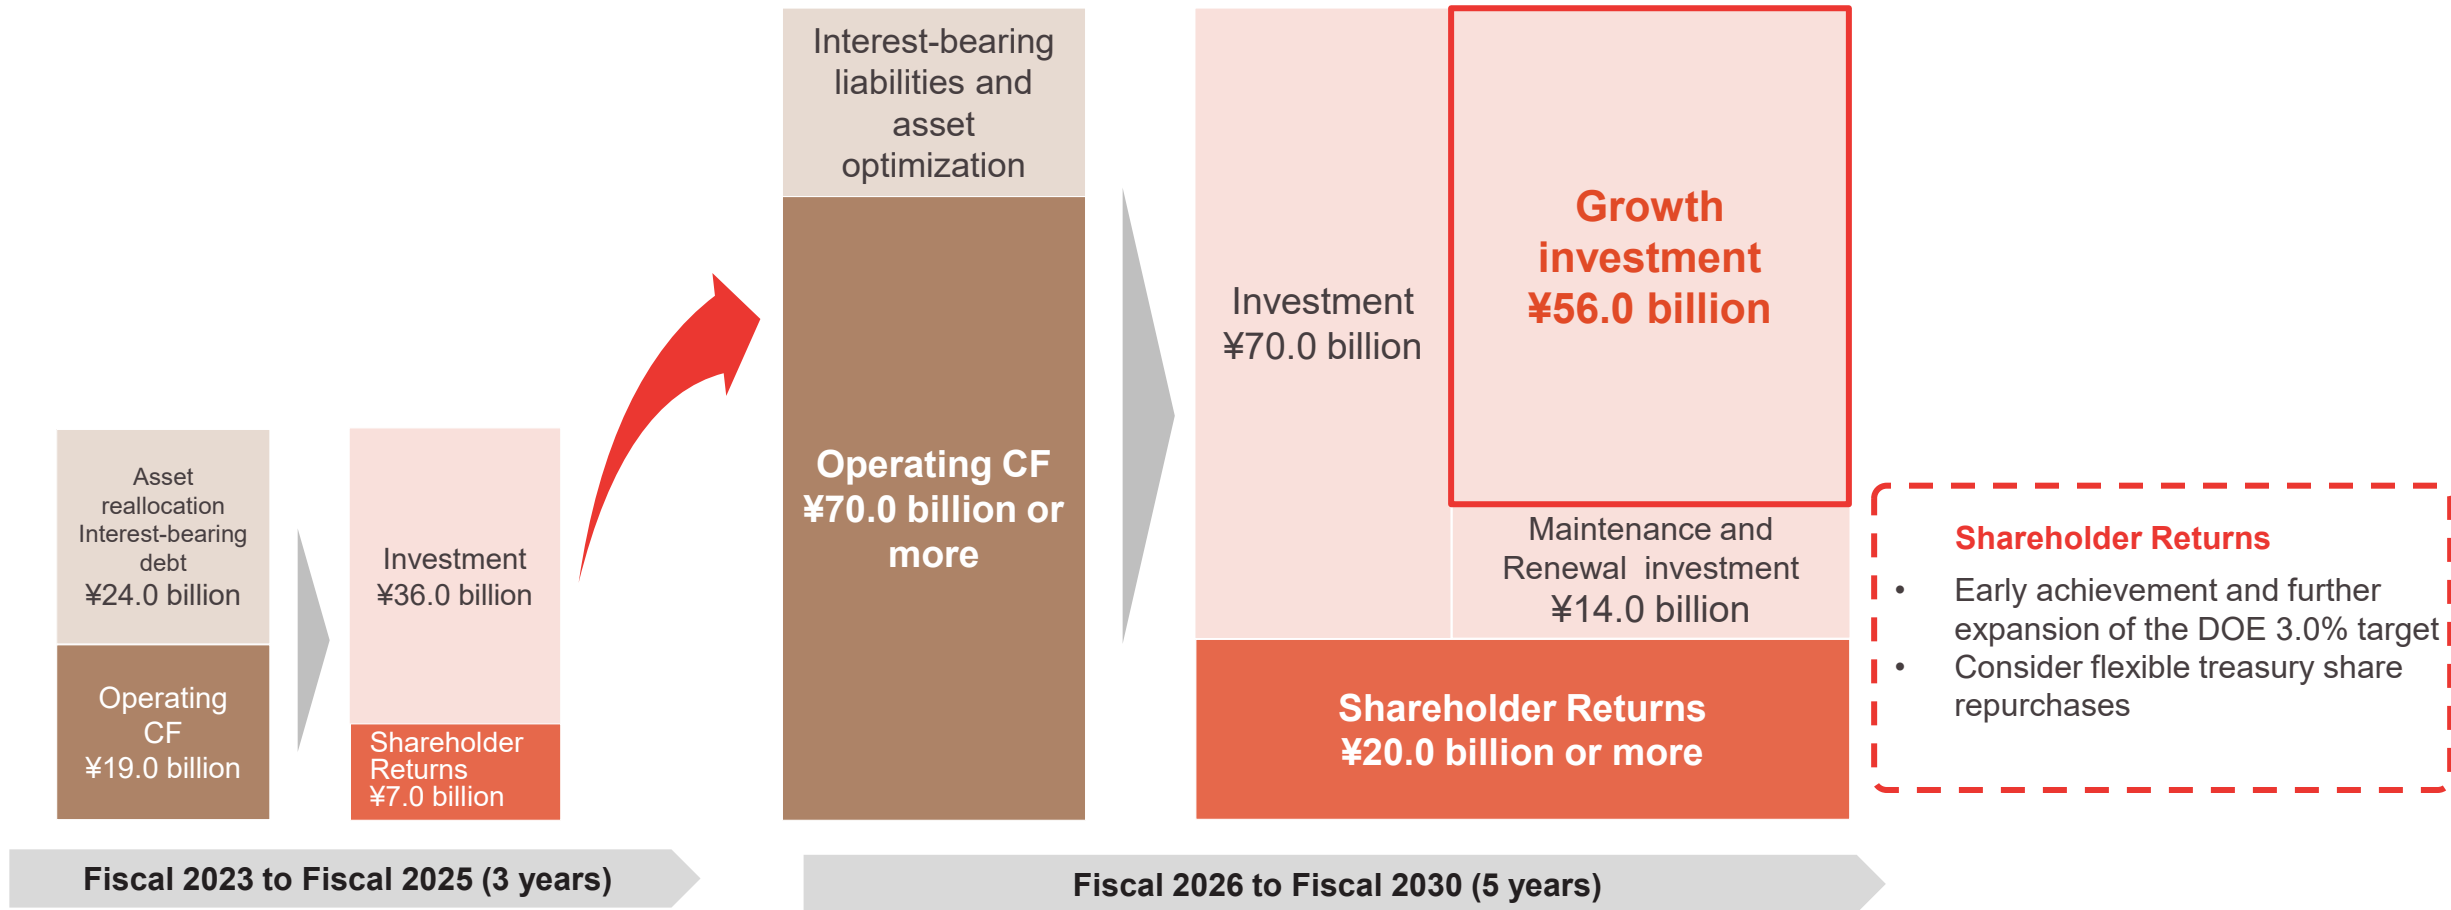 Asset
reallocation
Interest-bearing
debt
¥24.0 billion
Operating
CF
¥19.0 billion
Investment
¥36.0 billion
Shareholder
Returns
¥7.0 billion
Fiscal 2023 to Fiscal 2025 (3 years)
Interest-bearing
liabilities and
asset
optimization
Operating CF
¥70.0 billion or
more
Investment
¥70.0 billion
Growth
investment
¥56.0 billion
Maintenance and
Renewal investment
¥14.0 billion
Shareholder Returns
¥20.0 billion or more
Fiscal 2026 to Fiscal 2030 (5 years)
Shareholder Returns
• Early achievement and further
expansion of the DOE 3.0% target
• Consider flexible treasury share
repurchases